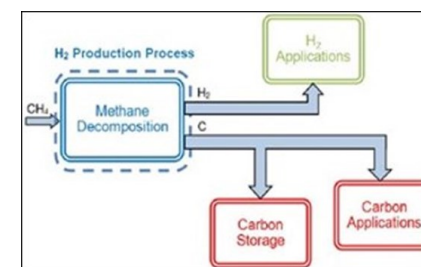 H₂ Production Process
H₂
Applications
CH₄
Methane
Decomposition
H₂
C
Carbon
Storage
Carbon
Applications